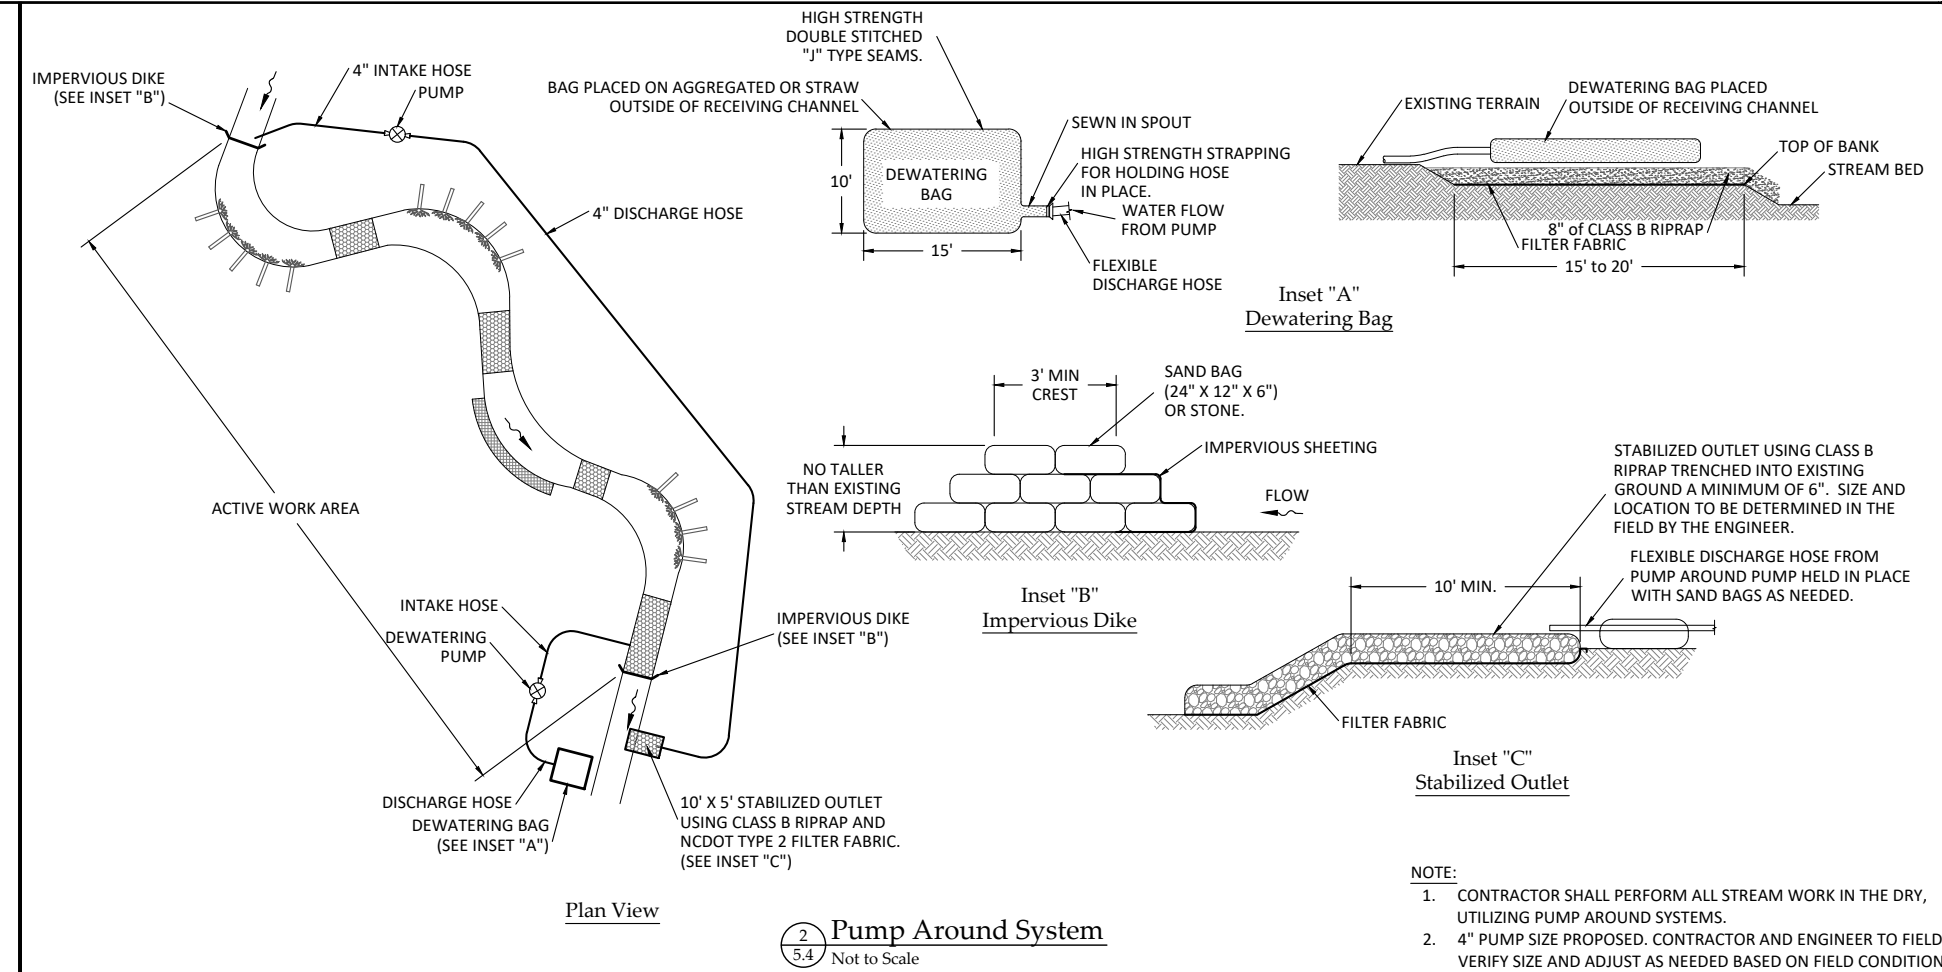 IMPERVIOUS DIKE
(SEE INSET "B")
4" INTAKE HOSE
PUMP
4" DISCHARGE HOSE
ACTIVE WORK AREA
INTAKE HOSE
DEWATERING
PUMP
IMPERVIOUS DIKE
(SEE INSET "B")
DISCHARGE HOSE
DEWATERING BAG
(SEE INSET "A")
10' X 5' STABILIZED OUTLET
USING CLASS B RIPRAP AND
NCDOT TYPE 2 FILTER FABRIC.
(SEE INSET "C")
Plan View
HIGH STRENGTH
DOUBLE STITCHED
"J" TYPE SEAMS.
BAG PLACED ON AGGREGATED OR STRAW
OUTSIDE OF RECEIVING CHANNEL
10'
DEWATERING
BAG
15'
SEWN IN SPOUT
HIGH STRENGTH STRAPPING
FOR HOLDING HOSE
IN PLACE.
WATER FLOW
FROM PUMP
FLEXIBLE
DISCHARGE HOSE
EXISTING TERRAIN
DEWATERING BAG PLACED
OUTSIDE OF RECEIVING CHANNEL
TOP OF BANK
STREAM BED
8" of CLASS B RIPRAP
FILTER FABRIC
15' to 20'
Inset "A"
Dewatering Bag
3' MIN
CREST
SAND BAG
(24" X 12" X 6")
OR STONE.
IMPERVIOUS SHEETING
NO TALLER
THAN EXISTING
STREAM DEPTH
FLOW
Inset "B"
Impervious Dike
STABILIZED OUTLET USING CLASS B
RIPRAP TRENCHED INTO EXISTING
GROUND A MINIMUM OF 6". SIZE AND
LOCATION TO BE DETERMINED IN THE
FIELD BY THE ENGINEER.
FLEXIBLE DISCHARGE HOSE FROM
PUMP AROUND PUMP HELD IN PLACE
WITH SAND BAGS AS NEEDED.
10' MIN.
FILTER FABRIC
Inset "C"
Stabilized Outlet
2
5.4
Pump Around System
Not to Scale
NOTE:
1. CONTRACTOR SHALL PERFORM ALL STREAM WORK IN THE DRY,
UTILIZING PUMP AROUND SYSTEMS.
2. 4" PUMP SIZE PROPOSED. CONTRACTOR AND ENGINEER TO FIELD
VERIFY SIZE AND ADJUST AS NEEDED BASED ON FIELD CONDITION